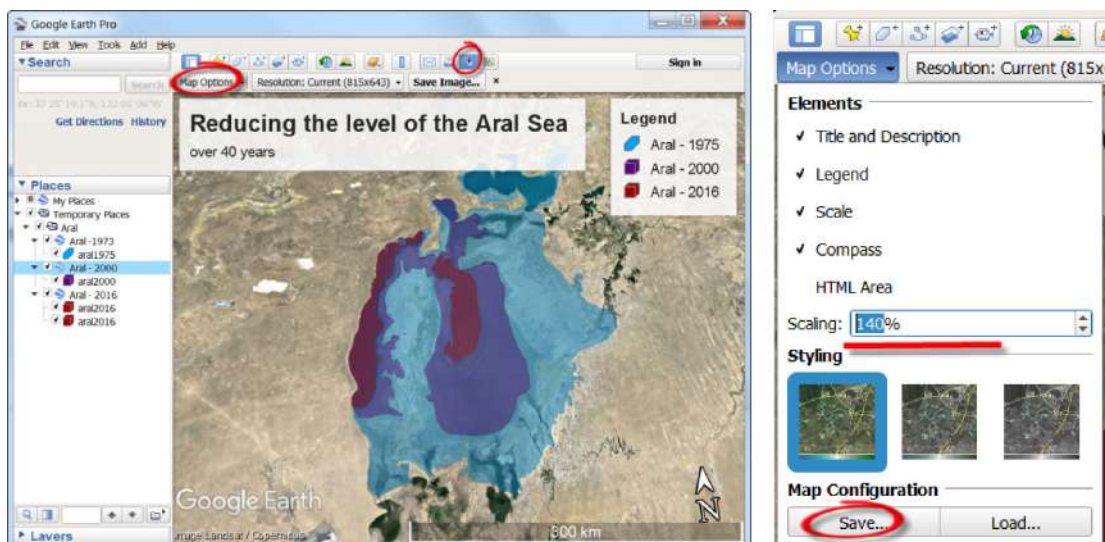 Google Earth Pro
File Edit View Tools Add Help
Search
Search
Get Directions History
Places
My Places
Temporary Places
Aral
Aral -1973
aral1975
Aral - 2000
aral2000
Aral - 2016
aral2016
aral2016
Layers
Sign in
Map Options Resolution: Current (815x643) Save Image...
Reducing the level of the Aral Sea
over 40 years
Legend
Aral - 1975
Aral - 2000
Aral - 2016
Google Earth
Image Landsat / Copernicus
300 km
N
Map Options Resolution: Current (815x
Elements
Title and Description
Legend
Scale
Compass
HTML Area
Scaling: 140%
Styling
Map Configuration
Save... Load...